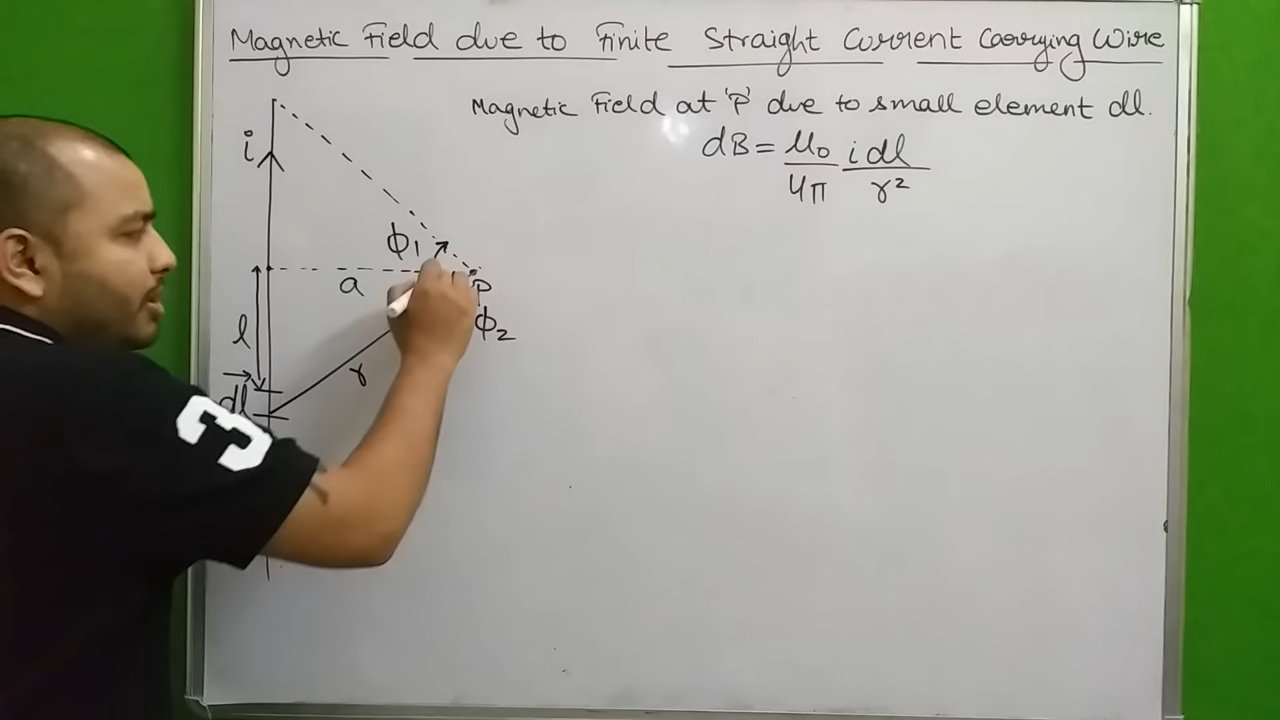 Magnetic Field due to Finite Straight Current Carrying Wire
Magnetic Field at 'P' due to small element dl.
dB = μ₀/4π i dl/r²
i
ϕ₁
a
P
ϕ₂
l
r
dl
3